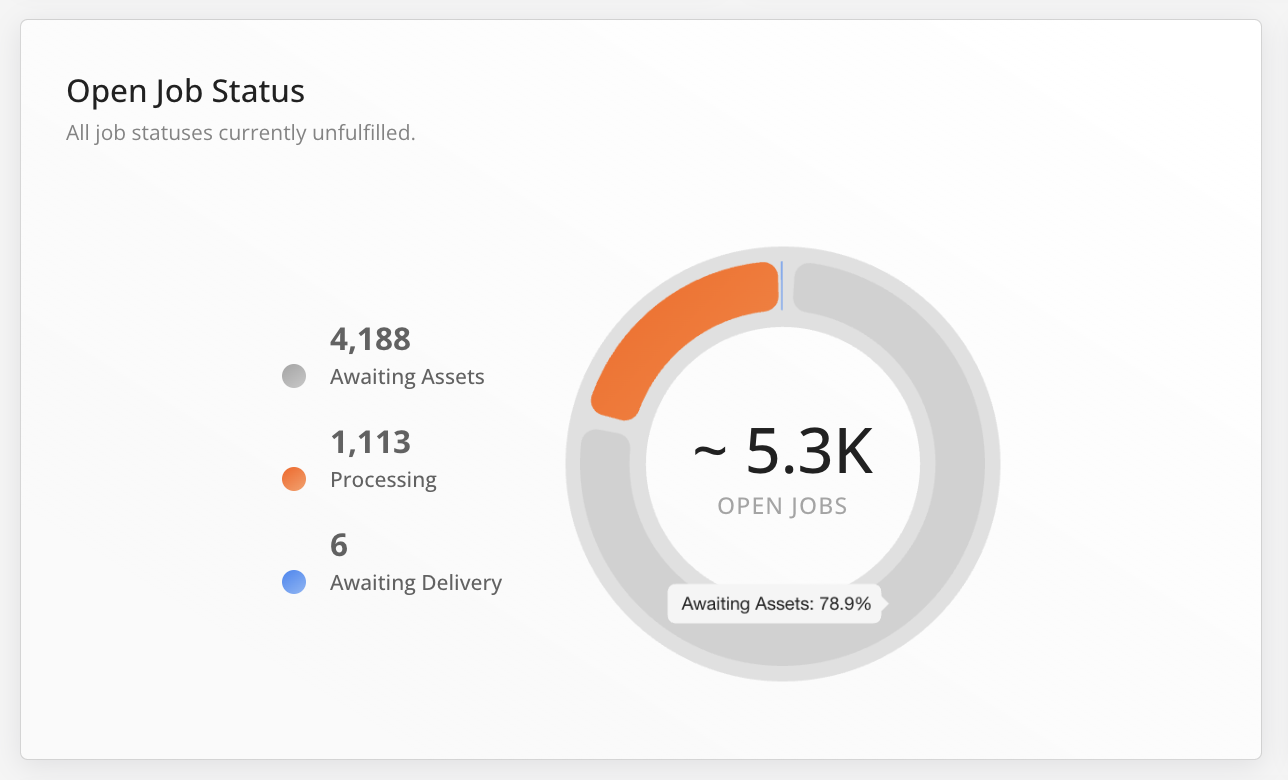 Open Job Status
All job statuses currently unfulfilled.
4,188
Awaiting Assets
1,113
Processing
6
Awaiting Delivery
~ 5.3K
OPEN JOBS
Awaiting Assets: 78.9%